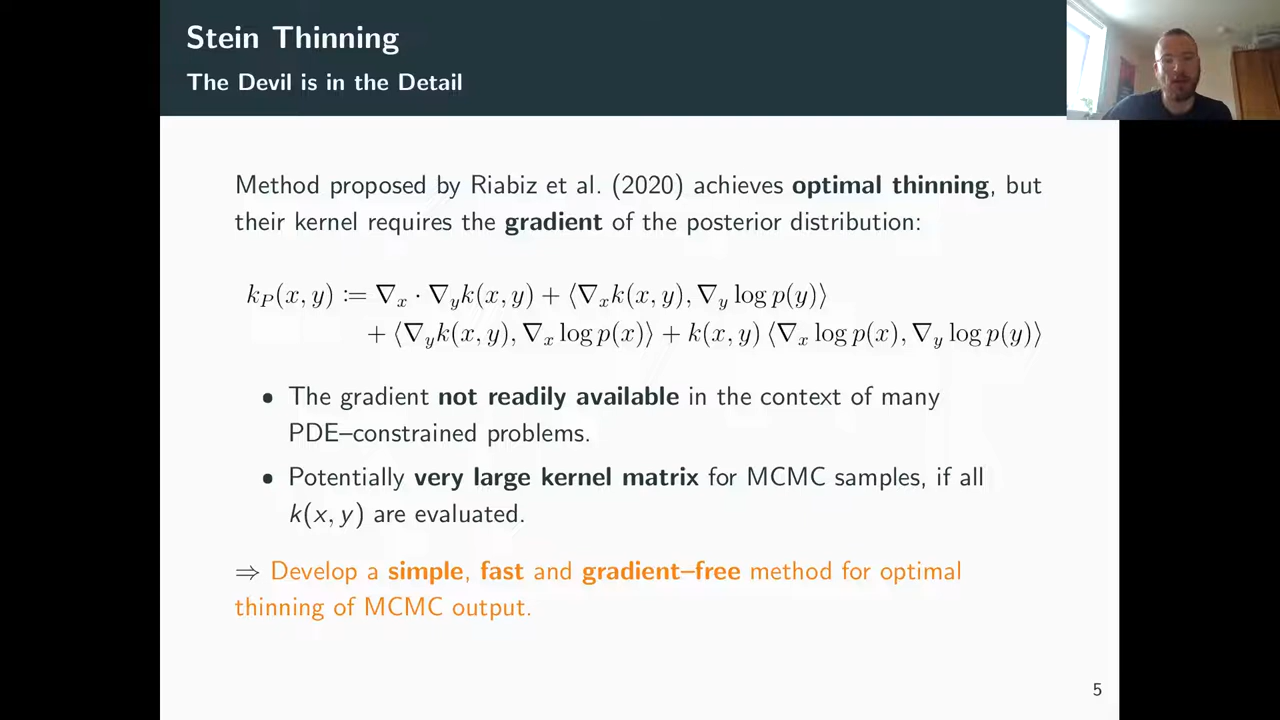 Stein Thinning
The Devil is in the Detail
Method proposed by Riabiz et al. (2020) achieves optimal thinning, but
their kernel requires the gradient of the posterior distribution:
k_P(x, y) ≔ ∇_x · ∇_y k(x, y) + ⟨∇_x k(x, y), ∇_y log p(y)⟩
+ ⟨∇_y k(x, y), ∇_x log p(x)⟩ + k(x, y) ⟨∇_x log p(x), ∇_y log p(y)⟩
• The gradient not readily available in the context of many
PDE–constrained problems.
• Potentially very large kernel matrix for MCMC samples, if all
k(x, y) are evaluated.
⇒ Develop a simple, fast and gradient–free method for optimal
thinning of MCMC output.
5